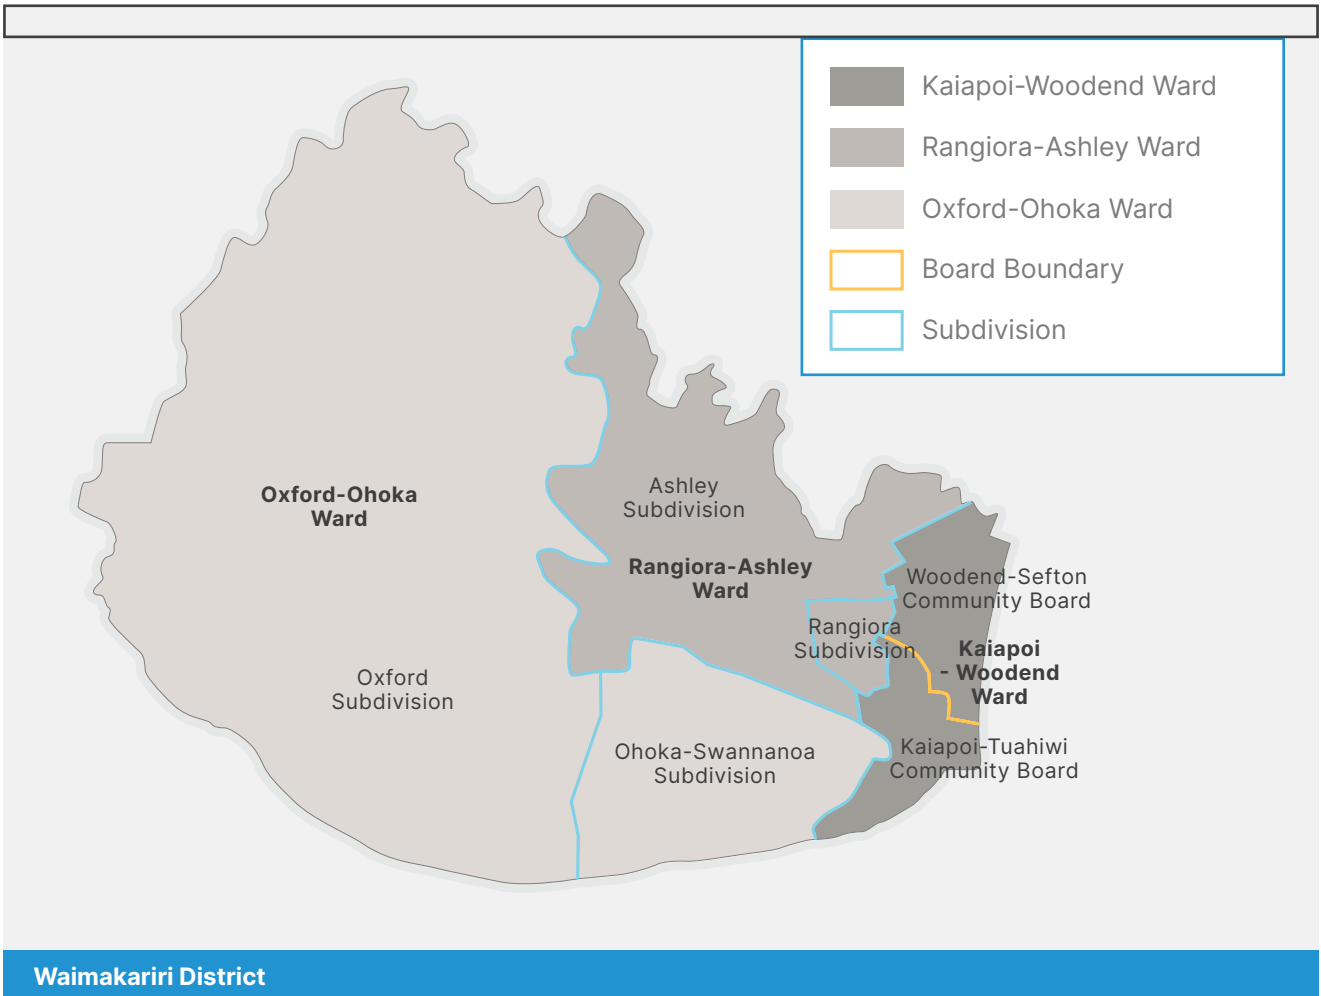 Kaiapoi-Woodend Ward
Rangiora-Ashley Ward
Oxford-Ohoka Ward
Board Boundary
Subdivision
Oxford-Ohoka
Ward
Ashley
Subdivision
Rangiora-Ashley
Ward
Woodend-Sefton
Community Board
Rangiora
Subdivision
Kaiapoi
- Woodend
Ward
Oxford
Subdivision
Ohoka-Swannanoa
Subdivision
Kaiapoi-Tuahiwi
Community Board
Waimakariri District